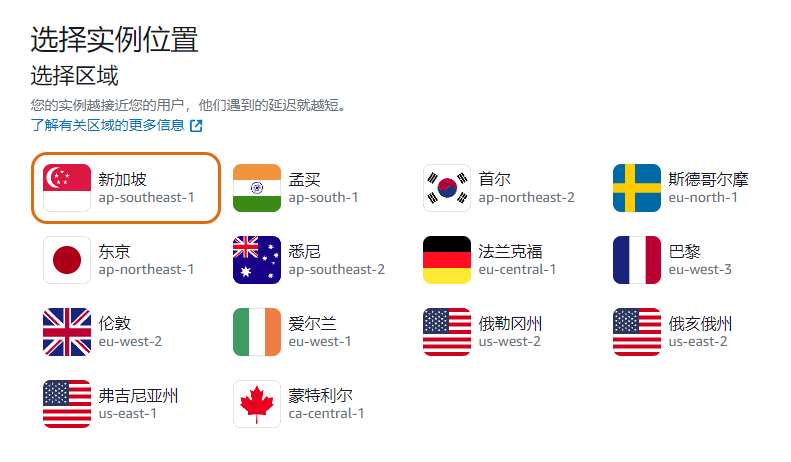 选择实例位置
选择区域
您的实例越接近您的用户，他们遇到的延迟就越短。
了解有关区域的更多信息
新加坡
ap-southeast-1
孟买
ap-south-1
首尔
ap-northeast-2
斯德哥尔摩
eu-north-1
东京
ap-northeast-1
悉尼
ap-southeast-2
法兰克福
eu-central-1
巴黎
eu-west-3
伦敦
eu-west-2
爱尔兰
eu-west-1
俄勒冈州
us-west-2
俄亥俄州
us-east-2
弗吉尼亚州
us-east-1
蒙特利尔
ca-central-1